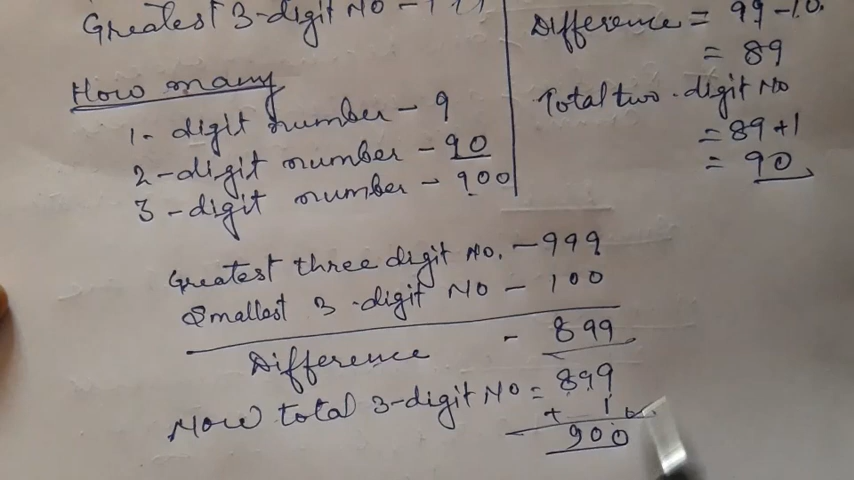 Greatest 3-digit No - 999
How many
1- digit number - 9
2-digit number - 90
3-digit number - 900
Difference = 99-10.
= 89
Total two-digit No
= 89+1
= 90
Greatest three digit No. - 999
Smallest 3-digit No - 100
Difference - 899
Now total 3-digit No = 899
+ 1
900